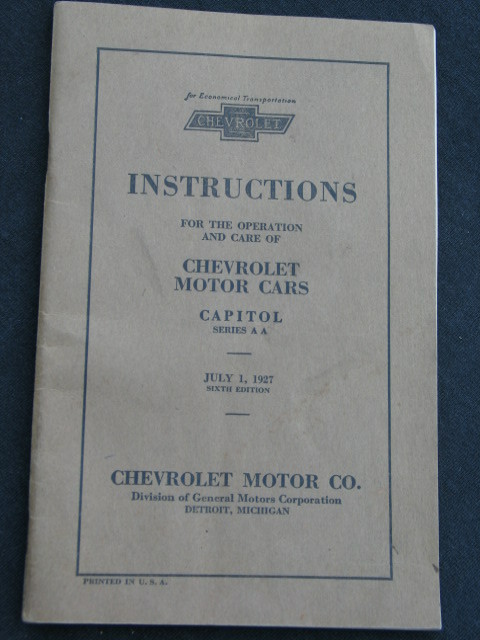 for Economical Transportation
CHEVROLET
INSTRUCTIONS
FOR THE OPERATION
AND CARE OF
CHEVROLET
MOTOR CARS
CAPITOL
SERIES A A
JULY 1, 1927
SIXTH EDITION
CHEVROLET MOTOR CO.
Division of General Motors Corporation
DETROIT, MICHIGAN
PRINTED IN U. S. A.